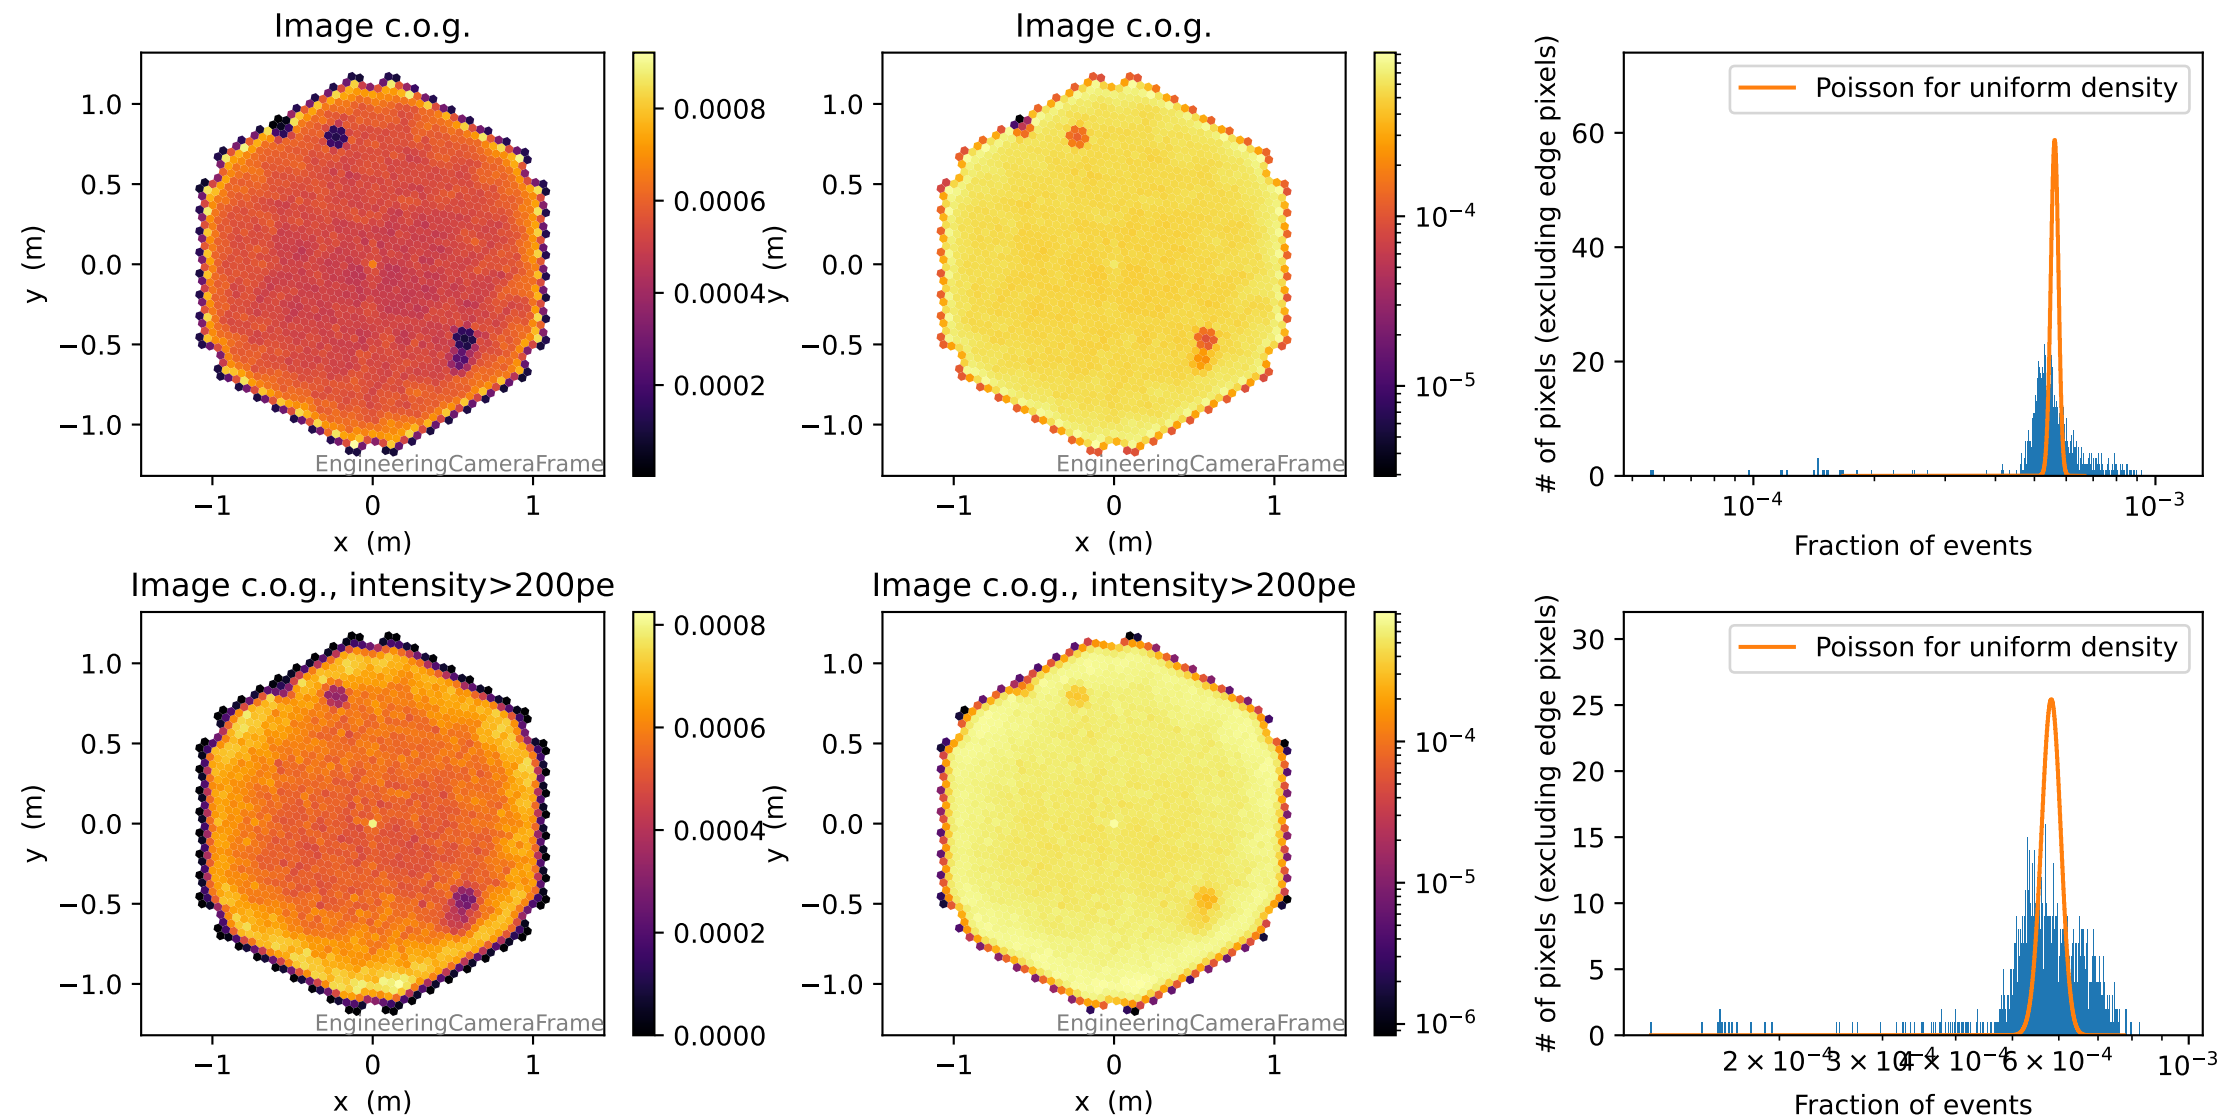 Image c.o.g.
Image c.o.g.
1.0
0.5
0.0
−0.5
−1.0
y (m)
−1
0
1
x (m)
EngineeringCameraFrame
0.0008
0.0006
0.0004
0.0002
1.0
0.5
0.0
−0.5
−1.0
y (m)
−1
0
1
x (m)
EngineeringCameraFrame
10⁻⁴
10⁻⁵
# of pixels (excluding edge pixels)
60
40
20
0
Poisson for uniform density
10⁻⁴
10⁻³
Fraction of events
Image c.o.g., intensity>200pe
Image c.o.g., intensity>200pe
1.0
0.5
0.0
−0.5
−1.0
y (m)
−1
0
1
x (m)
EngineeringCameraFrame
0.0008
0.0006
0.0004
0.0002
0.0000
1.0
0.5
0.0
−0.5
−1.0
y (m)
−1
0
1
x (m)
EngineeringCameraFrame
10⁻⁴
10⁻⁵
10⁻⁶
# of pixels (excluding edge pixels)
30
25
20
15
10
5
0
Poisson for uniform density
2 × 10⁻⁴
3 × 10⁻⁴
4 × 10⁻⁴
6 × 10⁻⁴
10⁻³
Fraction of events